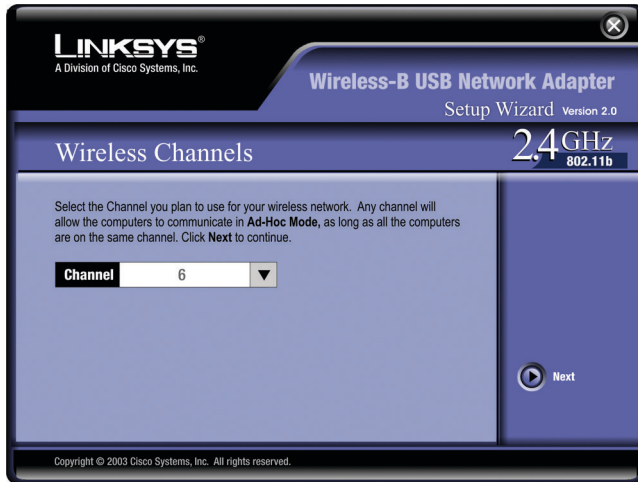 LINKSYS®
A Division of Cisco Systems, Inc.
Wireless-B USB Network Adapter
Setup Wizard Version 2.0
Wireless Channels
2.4 GHz
802.11b
Select the Channel you plan to use for your wireless network. Any channel will
allow the computers to communicate in Ad-Hoc Mode, as long as all the computers
are on the same channel. Click Next to continue.
Channel 6
Next
Copyright © 2003 Cisco Systems, Inc. All rights reserved.